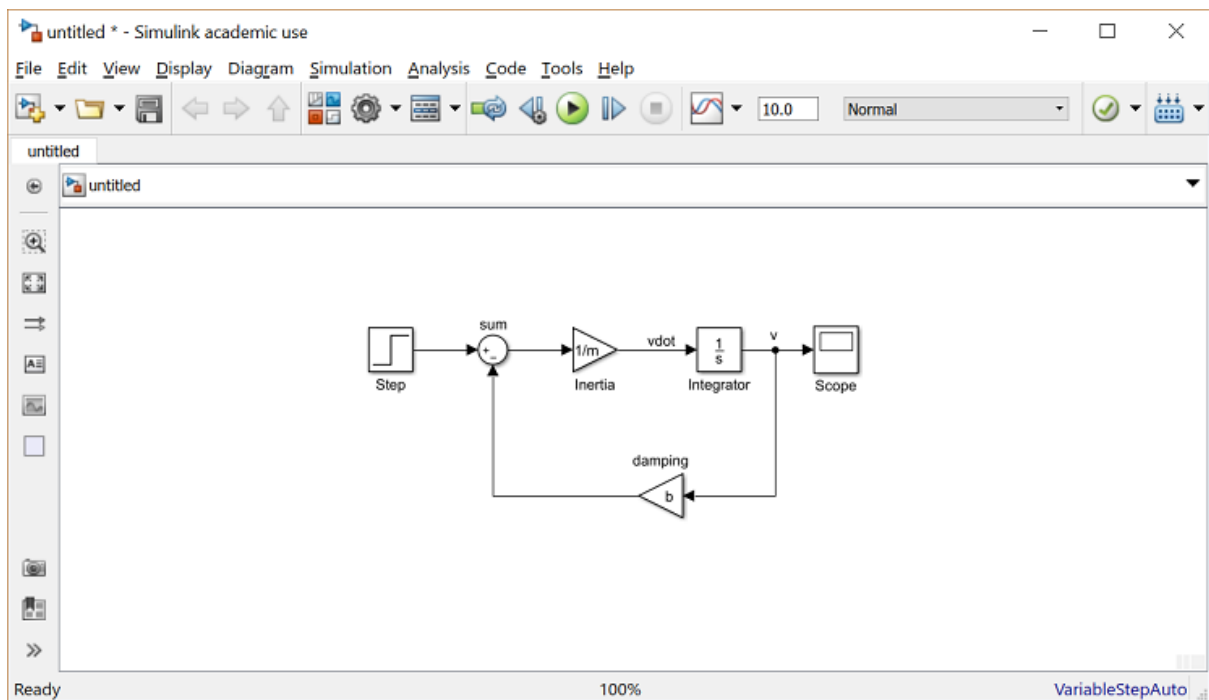 untitled * - Simulink academic use
File Edit View Display Diagram Simulation Analysis Code Tools Help
10.0 Normal
untitled
untitled
sum
+
-
1/m
vdot
1
s
v
Step
Inertia
Integrator
Scope
damping
b
Ready 100% VariableStepAuto